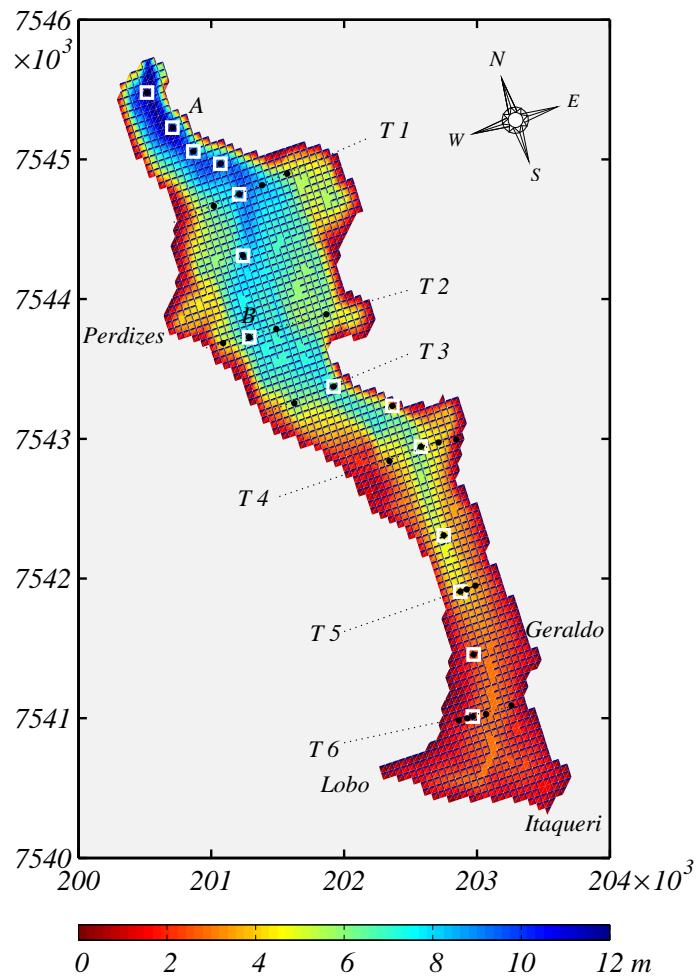 7546
×10³
N
A
E
T 1
W
7545
S
T 2
7544
B
Perdizes
T 3
7543
T 4
7542
T 5
Geraldo
7541
T 6
Lobo
Itaqueri
7540
200 201 202 203 204×10³
0 2 4 6 8 10 12 m